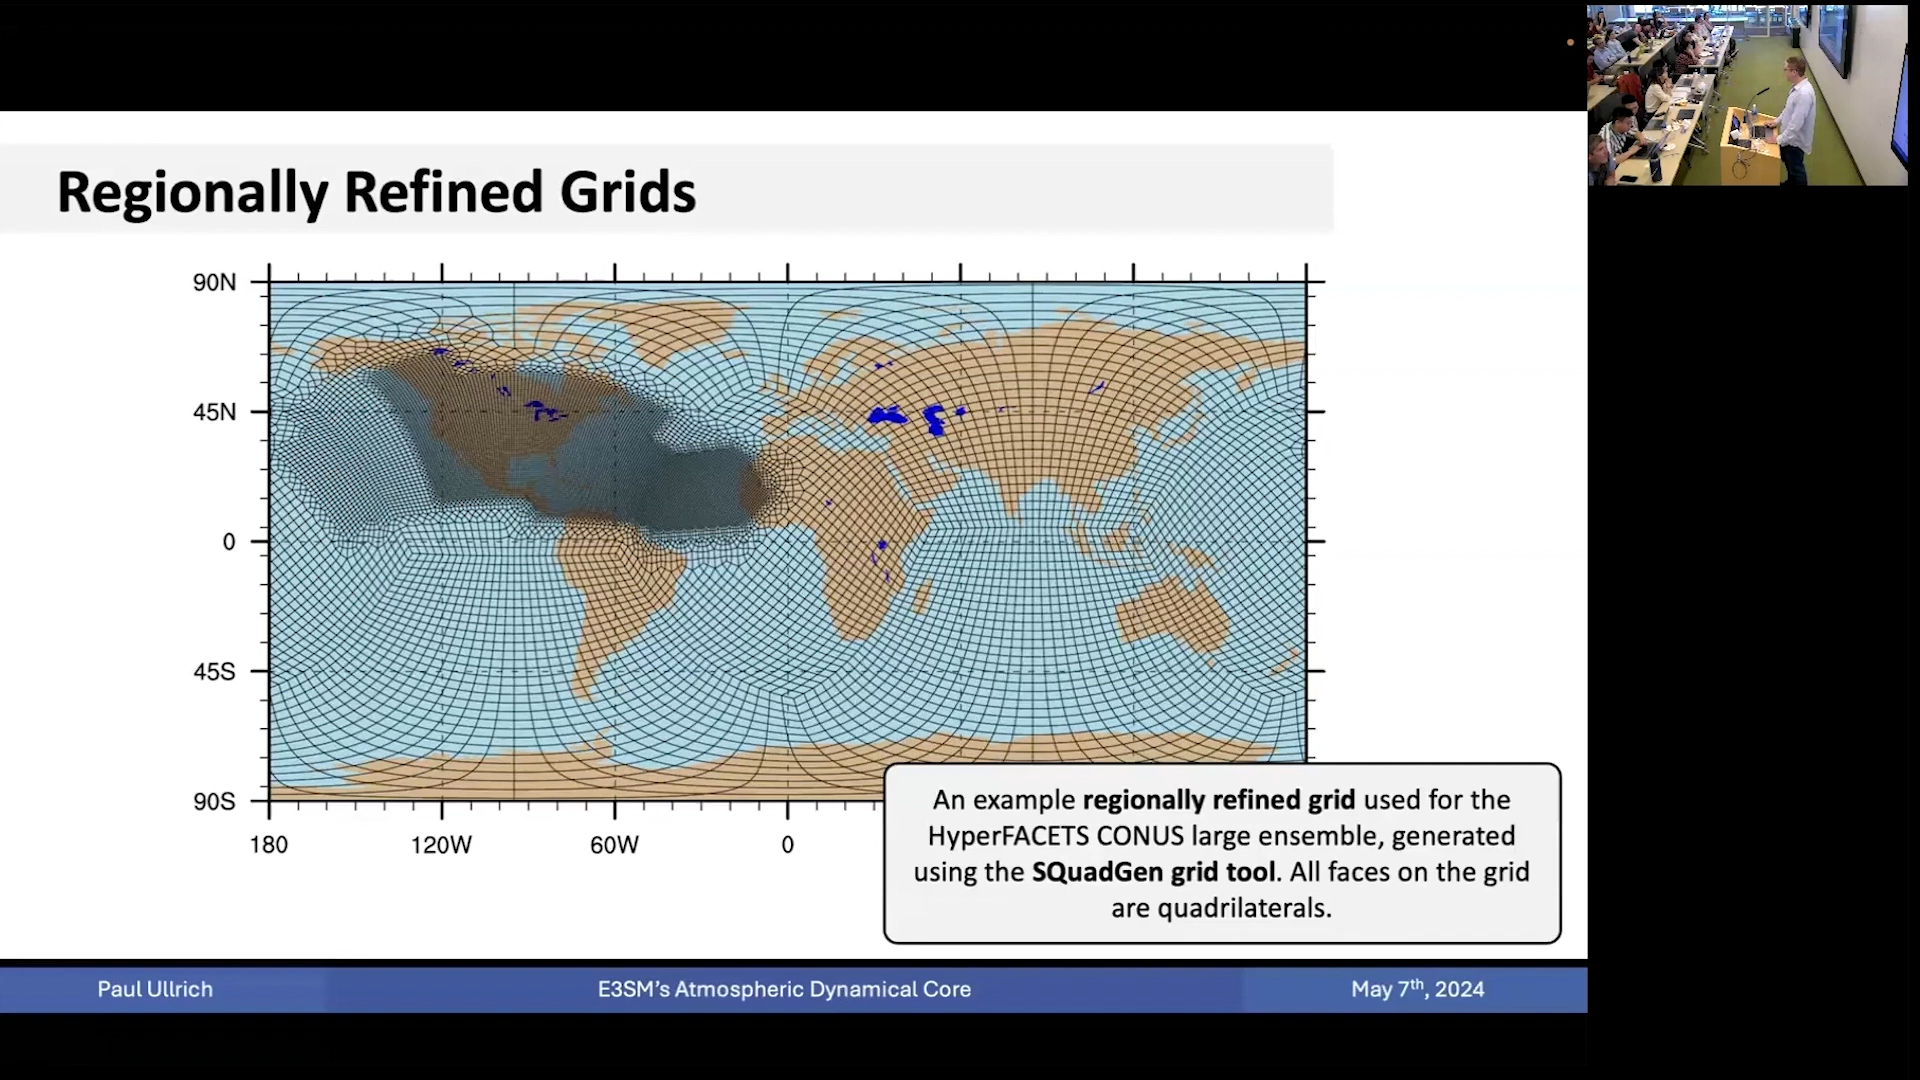 Regionally Refined Grids
90N
45N
0
45S
90S
180
120W
60W
0
An example regionally refined grid used for the
HyperFACETS CONUS large ensemble, generated
using the SQuadGen grid tool. All faces on the grid
are quadrilaterals.
Paul Ullrich
E3SM's Atmospheric Dynamical Core
May 7th, 2024